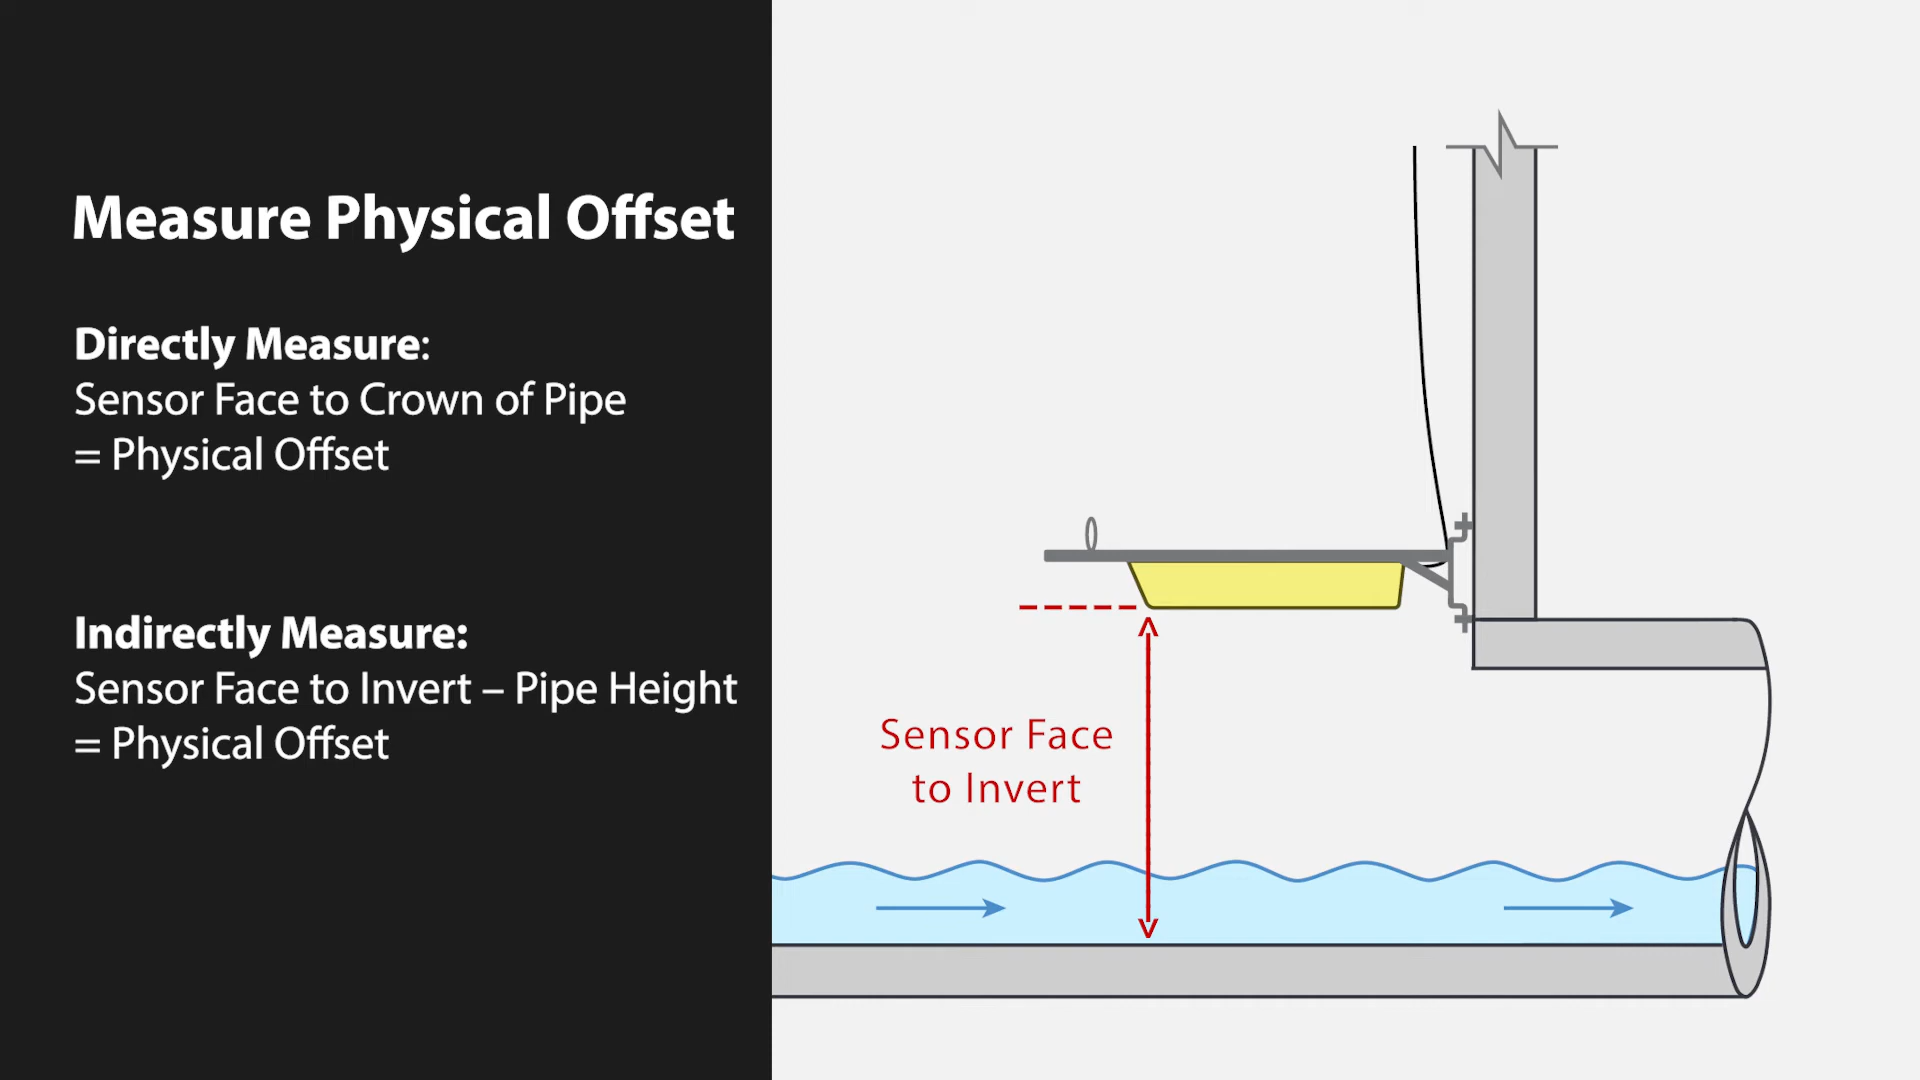 Measure Physical Offset
Directly Measure:
Sensor Face to Crown of Pipe
= Physical Offset
Indirectly Measure:
Sensor Face to Invert – Pipe Height
= Physical Offset
Sensor Face
to Invert